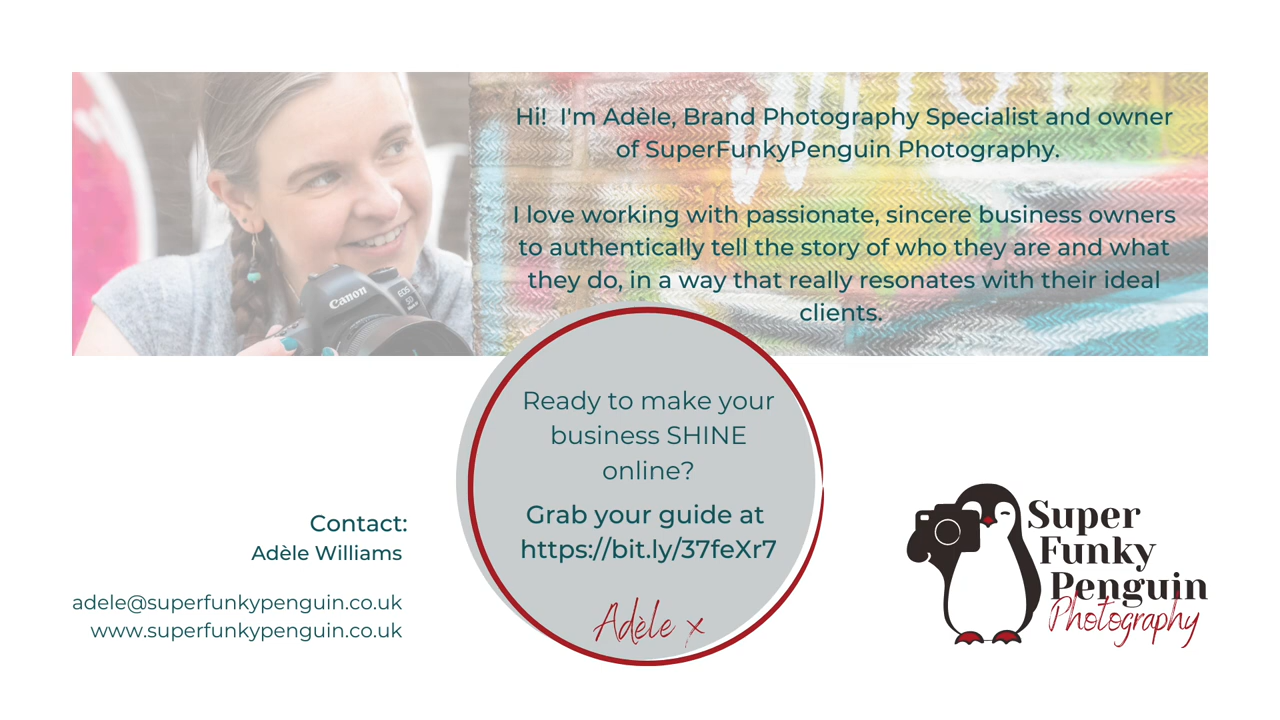 Hi!  I'm Adèle, Brand Photography Specialist and owner
of SuperFunkyPenguin Photography.
I love working with passionate, sincere business owners
to authentically tell the story of who they are and what
they do, in a way that really resonates with their ideal
clients.
Canon
EOS
5D
Ready to make your
business SHINE
online?
Grab your guide at
https://bit.ly/37feXr7
Adèle x
Contact:
Adèle Williams
adele@superfunkypenguin.co.uk
www.superfunkypenguin.co.uk
Super
Funky
Penguin
Photography